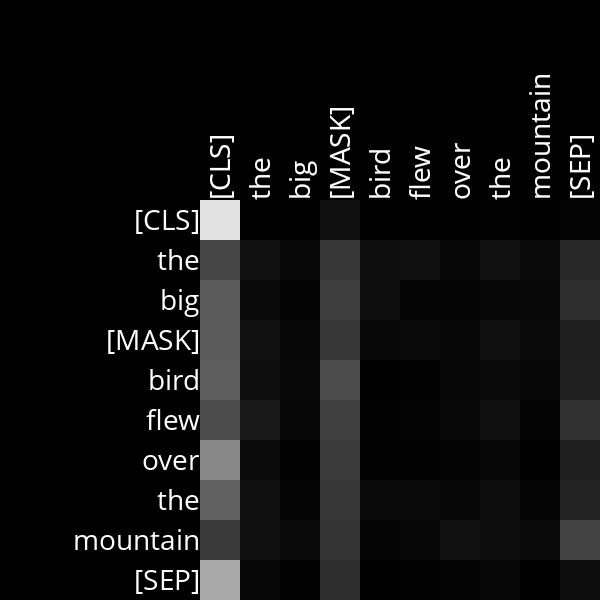 [CLS] the big [MASK] bird flew over the mountain [SEP]
[CLS]
the
big
[MASK]
bird
flew
over
the
mountain
[SEP]